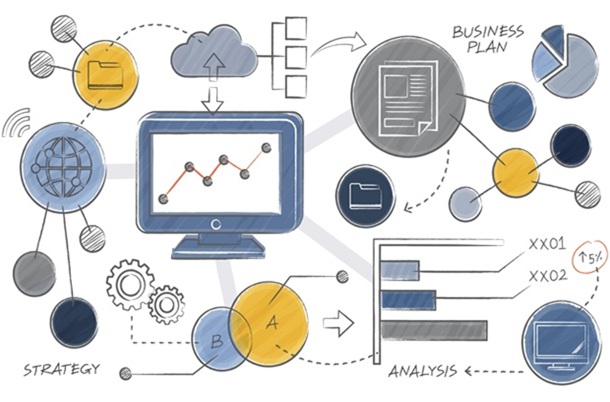 BUSINESS
PLAN
XX01
↑5%
XX02
A
B
STRATEGY
ANALYSIS